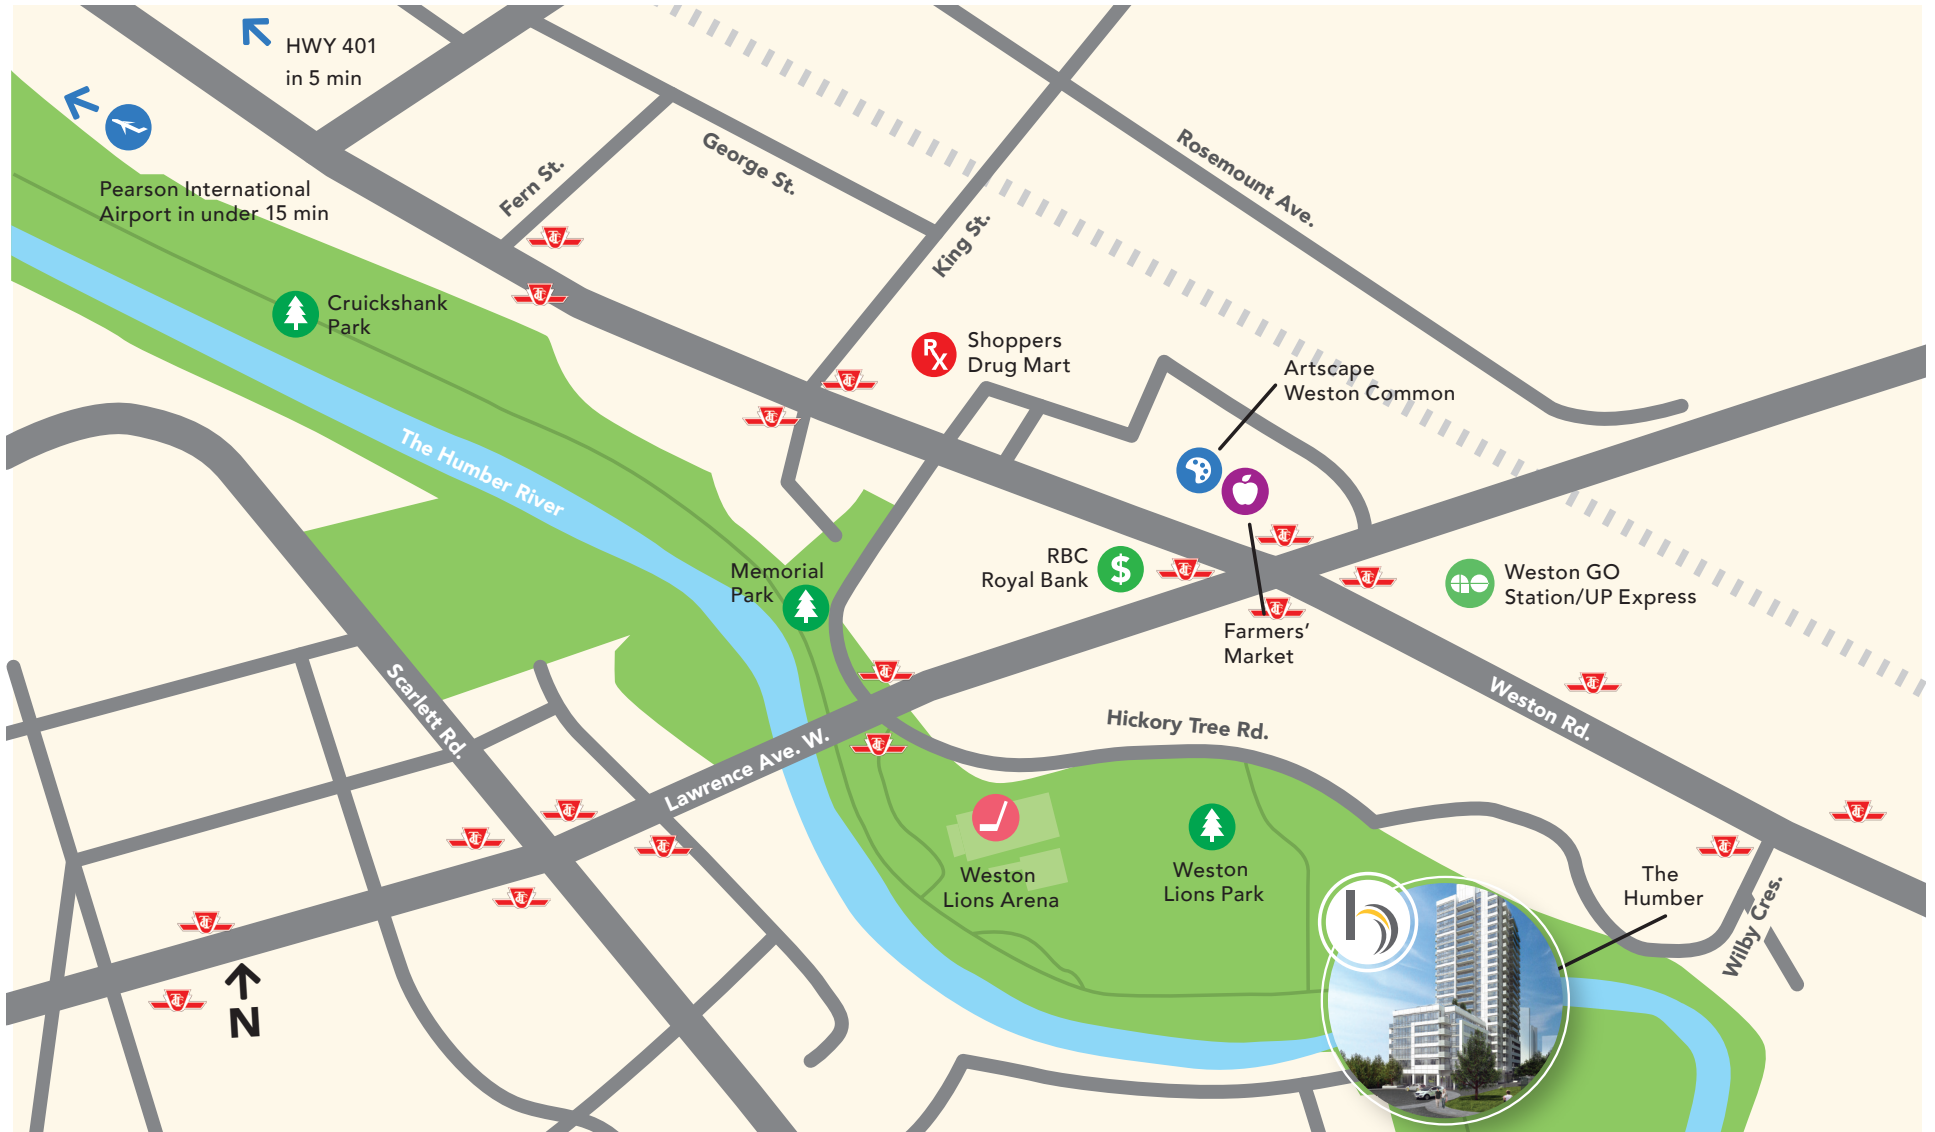 HWY 401
in 5 min
Pearson International
Airport in under 15 min
Fern St.
George St.
King St.
Rosemount Ave.
Cruickshank
Park
Shoppers
Drug Mart
Rx
Artscape
Weston Common
The Humber River
Memorial
Park
RBC
Royal Bank
$
Weston GO
Station/UP Express
Farmers'
Market
Scarlett Rd.
Lawrence Ave. W.
Hickory Tree Rd.
Weston Rd.
Weston
Lions Arena
Weston
Lions Park
The
Humber
Wilby Cres.
N